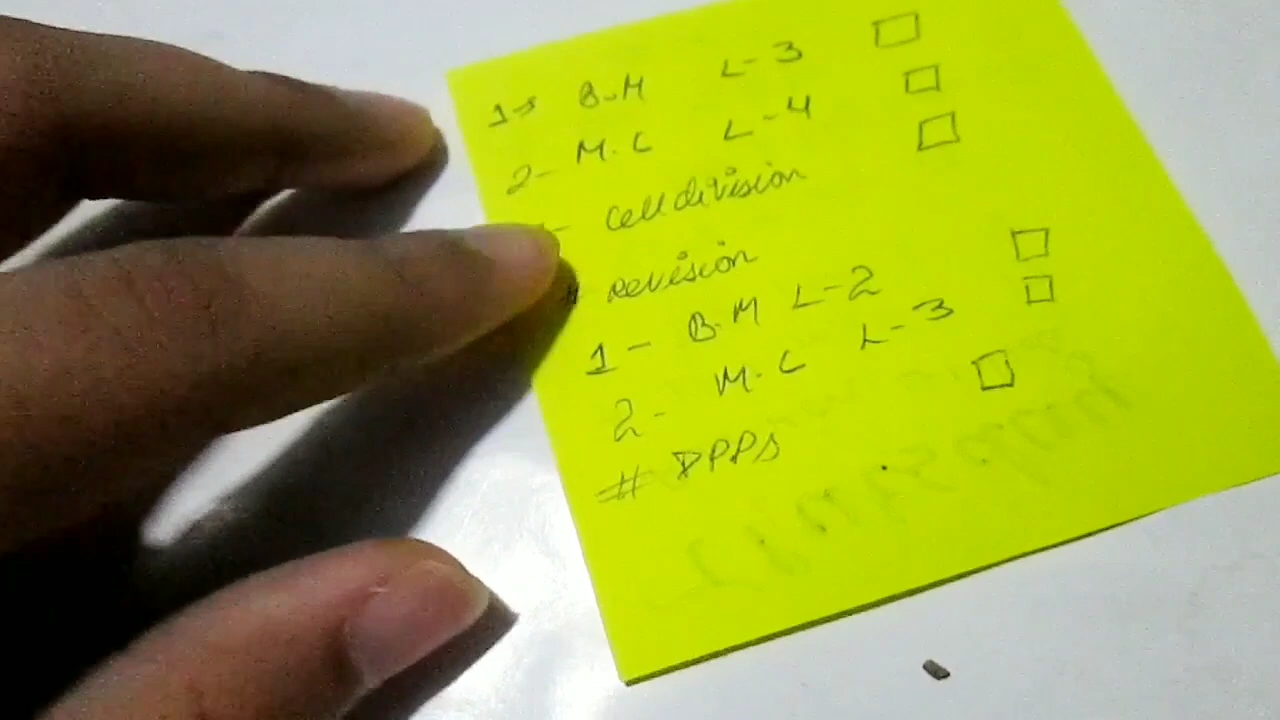 1→ B.M L-3
2- M.C L-4
- Cell division
# revision
1 - B.M L-2
2 - M.C L-3
# DPPs